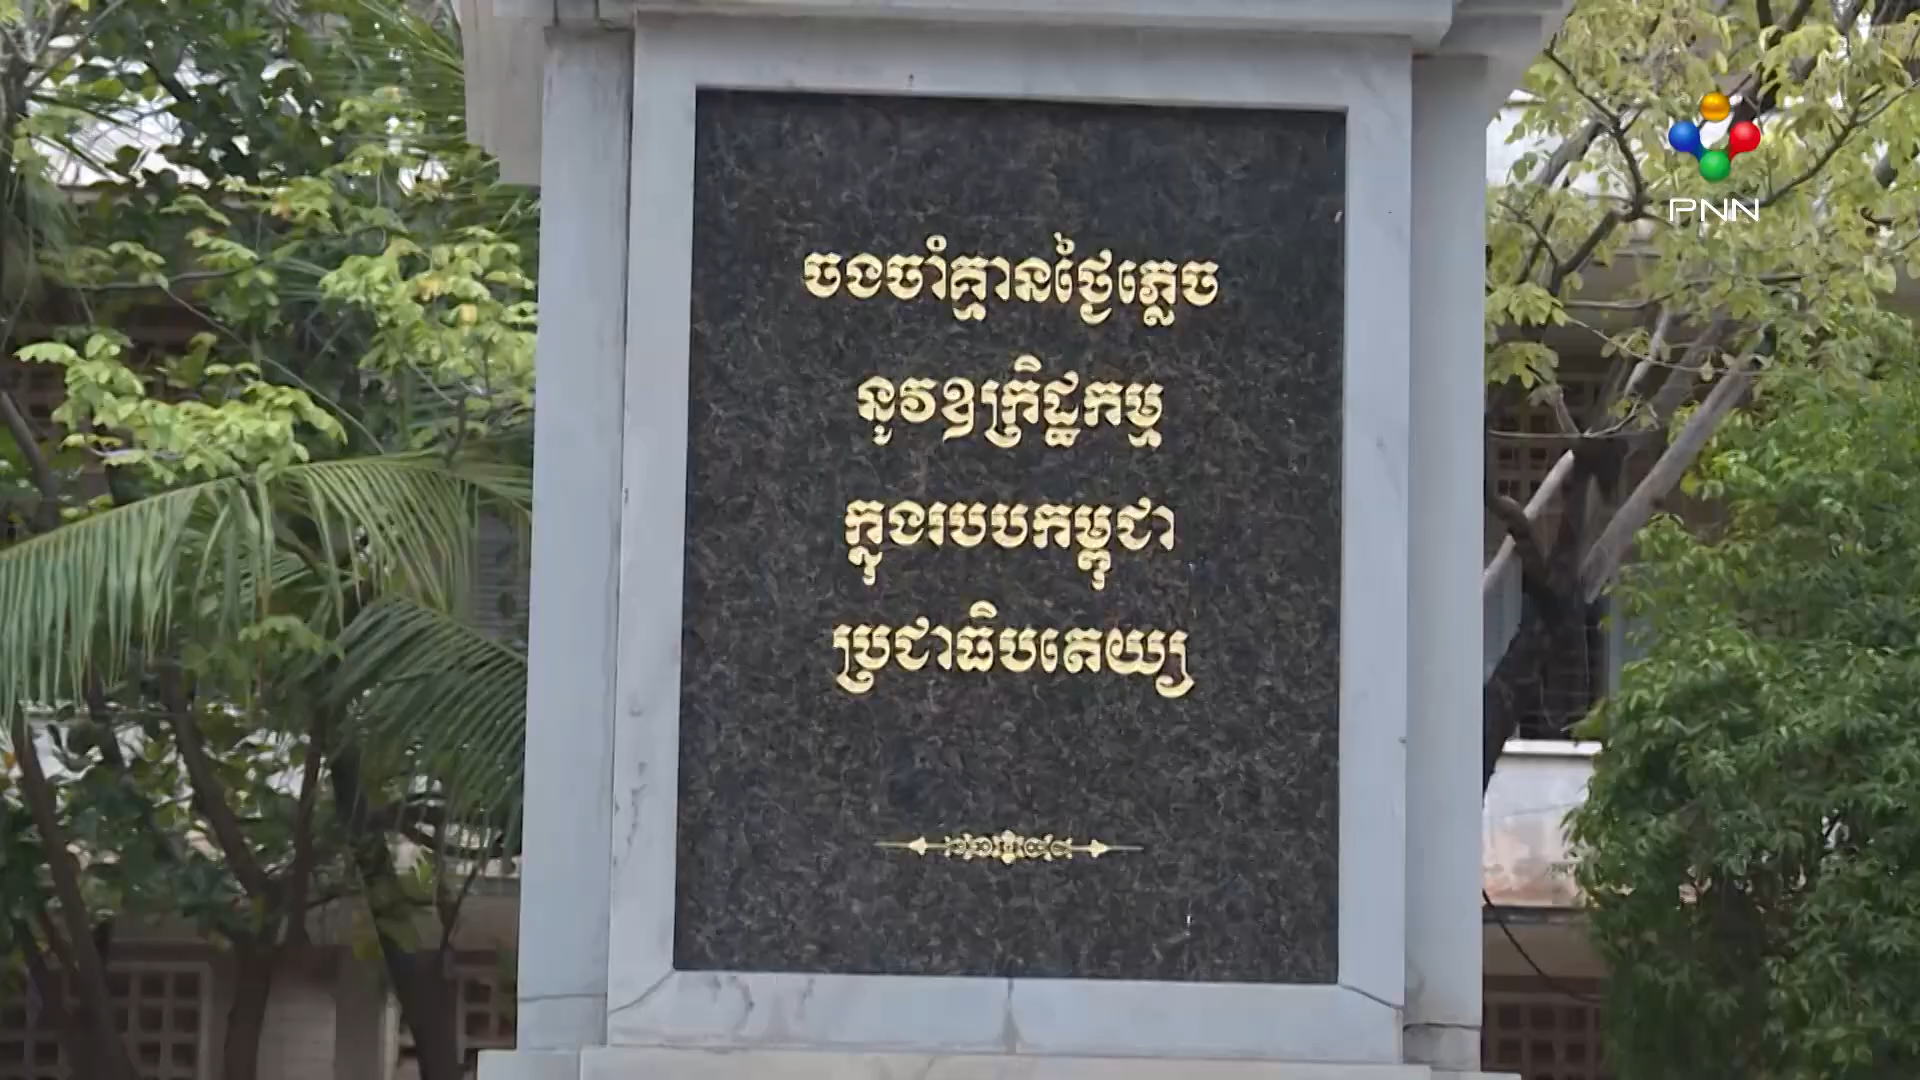 ចងចាំគ្មានថ្ងៃភ្លេច
នូវឧក្រិដ្ឋកម្ម
ក្នុងរបបកម្ពុជា
ប្រជាធិបតេយ្យ
PNN